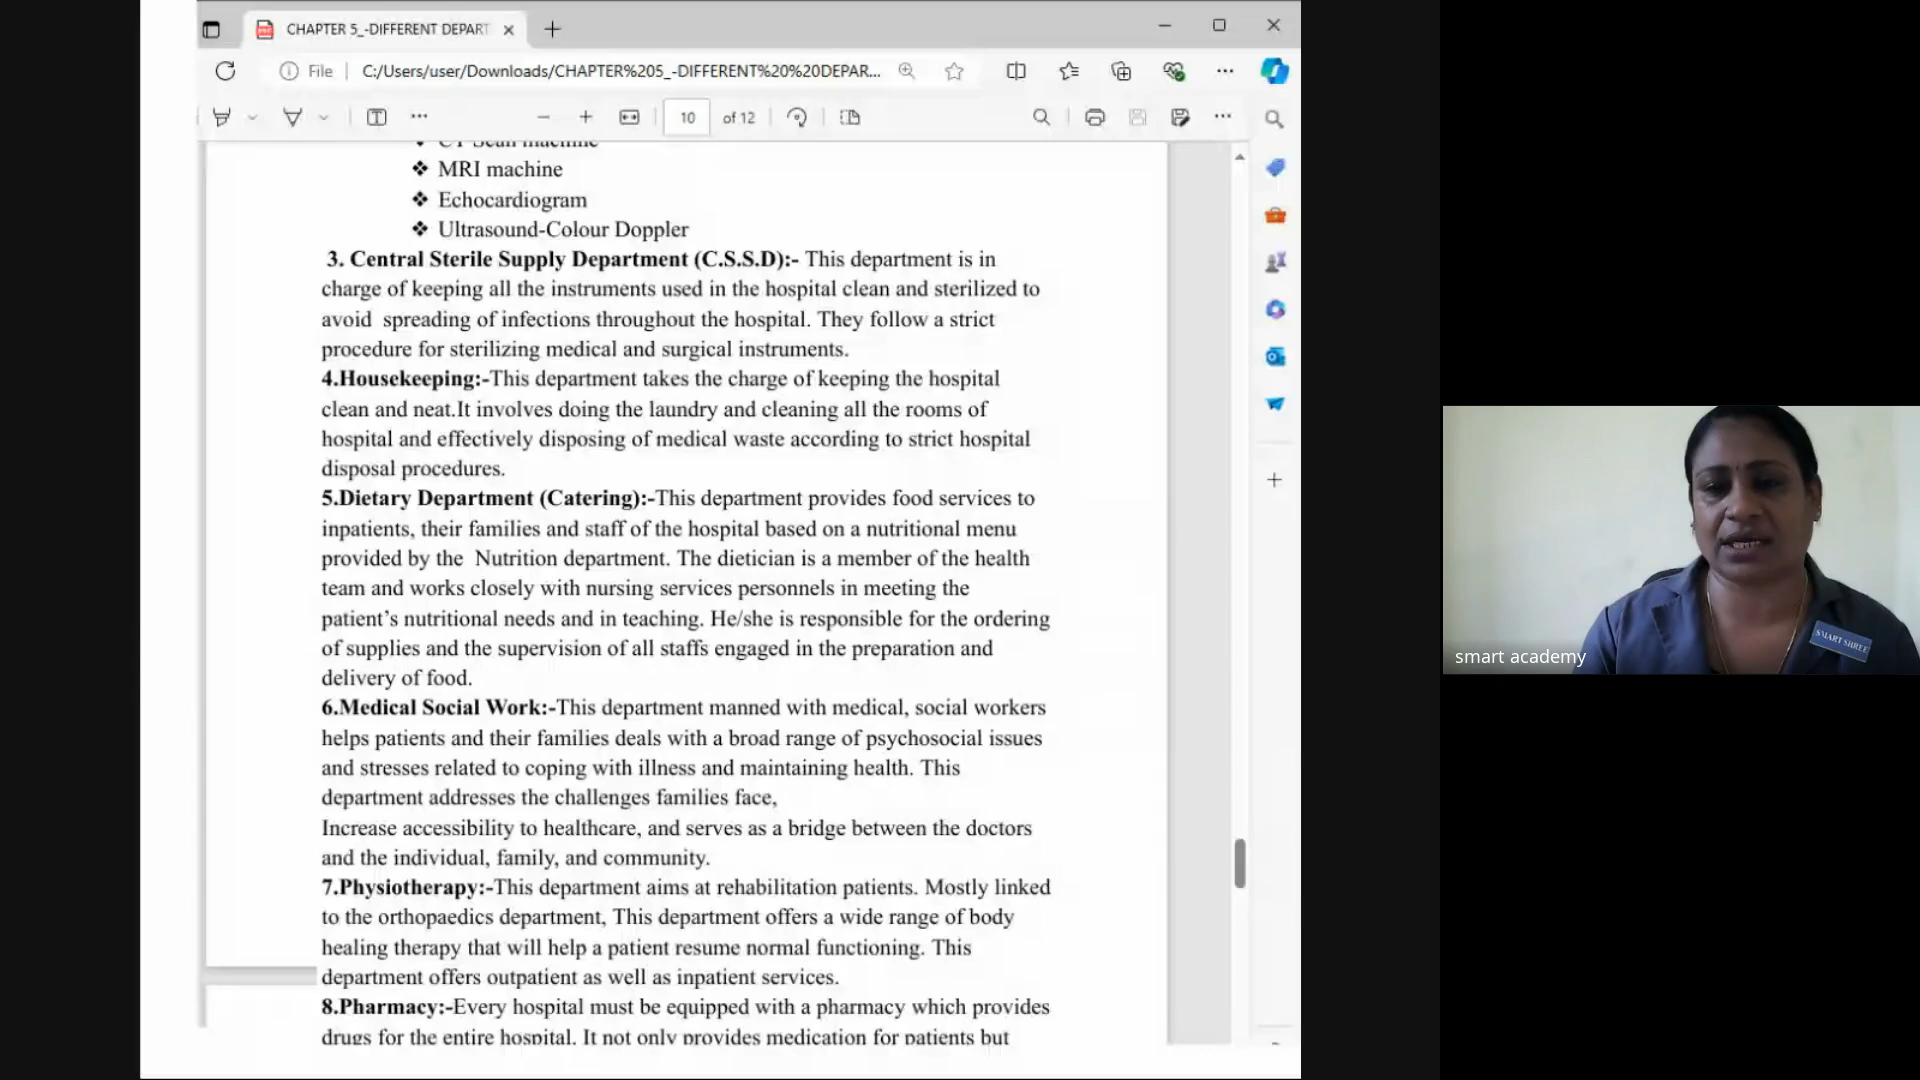 CHAPTER 5_-DIFFERENT DEPART
File
C:/Users/user/Downloads/CHAPTER%205_-DIFFERENT%20%20DEPAR...
10 of 12
CT Scan machine
❖ MRI machine
❖ Echocardiogram
❖ Ultrasound-Colour Doppler
3. Central Sterile Supply Department (C.S.S.D):- This department is in
charge of keeping all the instruments used in the hospital clean and sterilized to
avoid spreading of infections throughout the hospital. They follow a strict
procedure for sterilizing medical and surgical instruments.
4.Housekeeping:-This department takes the charge of keeping the hospital
clean and neat.It involves doing the laundry and cleaning all the rooms of
hospital and effectively disposing of medical waste according to strict hospital
disposal procedures.
5.Dietary Department (Catering):-This department provides food services to
inpatients, their families and staff of the hospital based on a nutritional menu
provided by the Nutrition department. The dietician is a member of the health
team and works closely with nursing services personnels in meeting the
patient’s nutritional needs and in teaching. He/she is responsible for the ordering
of supplies and the supervision of all staffs engaged in the preparation and
delivery of food.
6.Medical Social Work:-This department manned with medical, social workers
helps patients and their families deals with a broad range of psychosocial issues
and stresses related to coping with illness and maintaining health. This
department addresses the challenges families face,
Increase accessibility to healthcare, and serves as a bridge between the doctors
and the individual, family, and community.
7.Physiotherapy:-This department aims at rehabilitation patients. Mostly linked
to the orthopaedics department, This department offers a wide range of body
healing therapy that will help a patient resume normal functioning. This
department offers outpatient as well as inpatient services.
8.Pharmacy:-Every hospital must be equipped with a pharmacy which provides
drugs for the entire hospital. It not only provides medication for patients but
SMART SHREE
smart academy